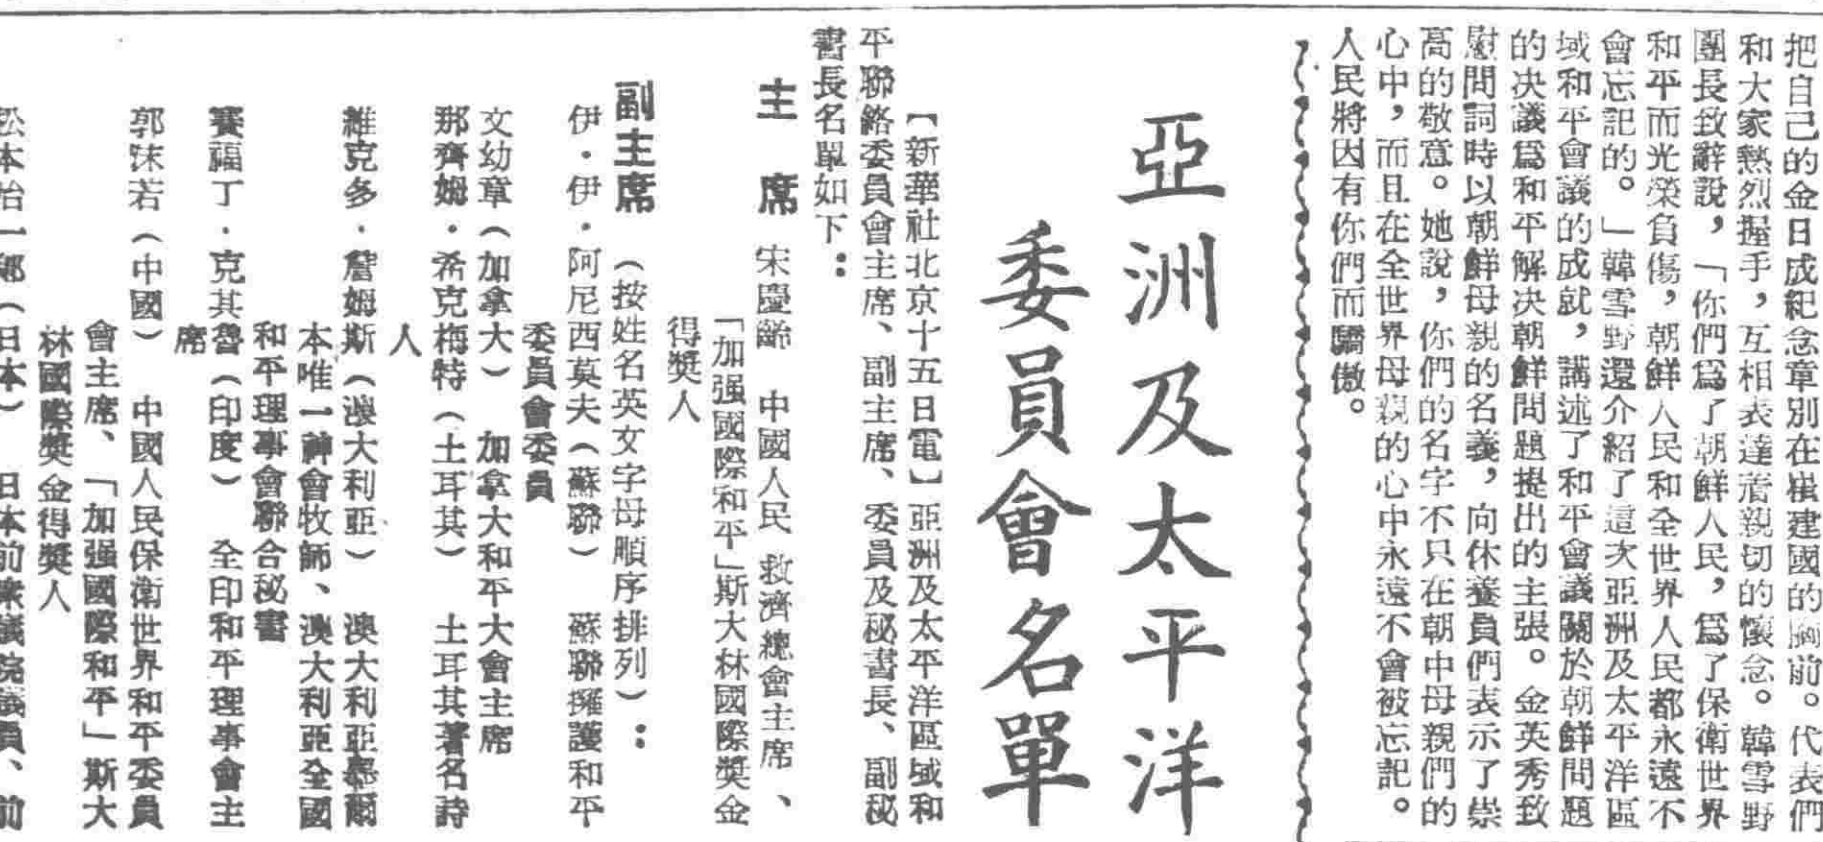 把自己的金日成紀念章別在崔建國的胸前。代表們
和大家熱烈握手，互相表達着親切的懷念。韓雪野
團長致辭說，「你們爲了朝鮮人民，爲了保衛世界
和平而光榮負傷，朝鮮人民和全世界人民都永遠不
會忘記的。」韓雪野還介紹了這次亞洲及太平洋區
域和平會議的成就，講述了和平會議關於朝鮮問題
的决議爲和平解决朝鮮問題提出的主張。金英秀致
慰問詞時以朝鮮母親的名義，向休養員們表示了崇
高的敬意。她說，你們的名字不只在朝中母親們的
心中，而且在全世界母親的心中永遠不會被忘記。
人民將因有你們而驕傲。
亞洲及太平洋
委員會名單
【新華社北京十五日電】亞洲及太平洋區域和
平聯絡委員會主席、副主席、委員及秘書長、副秘
書長名單如下：
主　席　宋慶齡　中國人民救濟總會主席、
「加强國際和平」斯大林國際獎金
得獎人
副主席　（按姓名英文字母順序排列）：
伊·伊·阿尼西莫夫（蘇聯）　蘇聯擁護和平
委員會委員
文幼章（加拿大）　加拿大和平大會主席
那齊姆·希克梅特（土耳其）　土耳其著名詩
人
維克多·詹姆斯（澳大利亞）　澳大利亞墨爾
本唯一神會牧師、澳大利亞全國
和平理事會聯合秘書
賽福丁·克其魯（印度）　全印和平理事會主
席
郭沫若（中國）　中國人民保衛世界和平委員
會主席、「加强國際和平」斯大
林國際獎金得獎人
松本治一郎（日本）　日本前衆議院議員、前